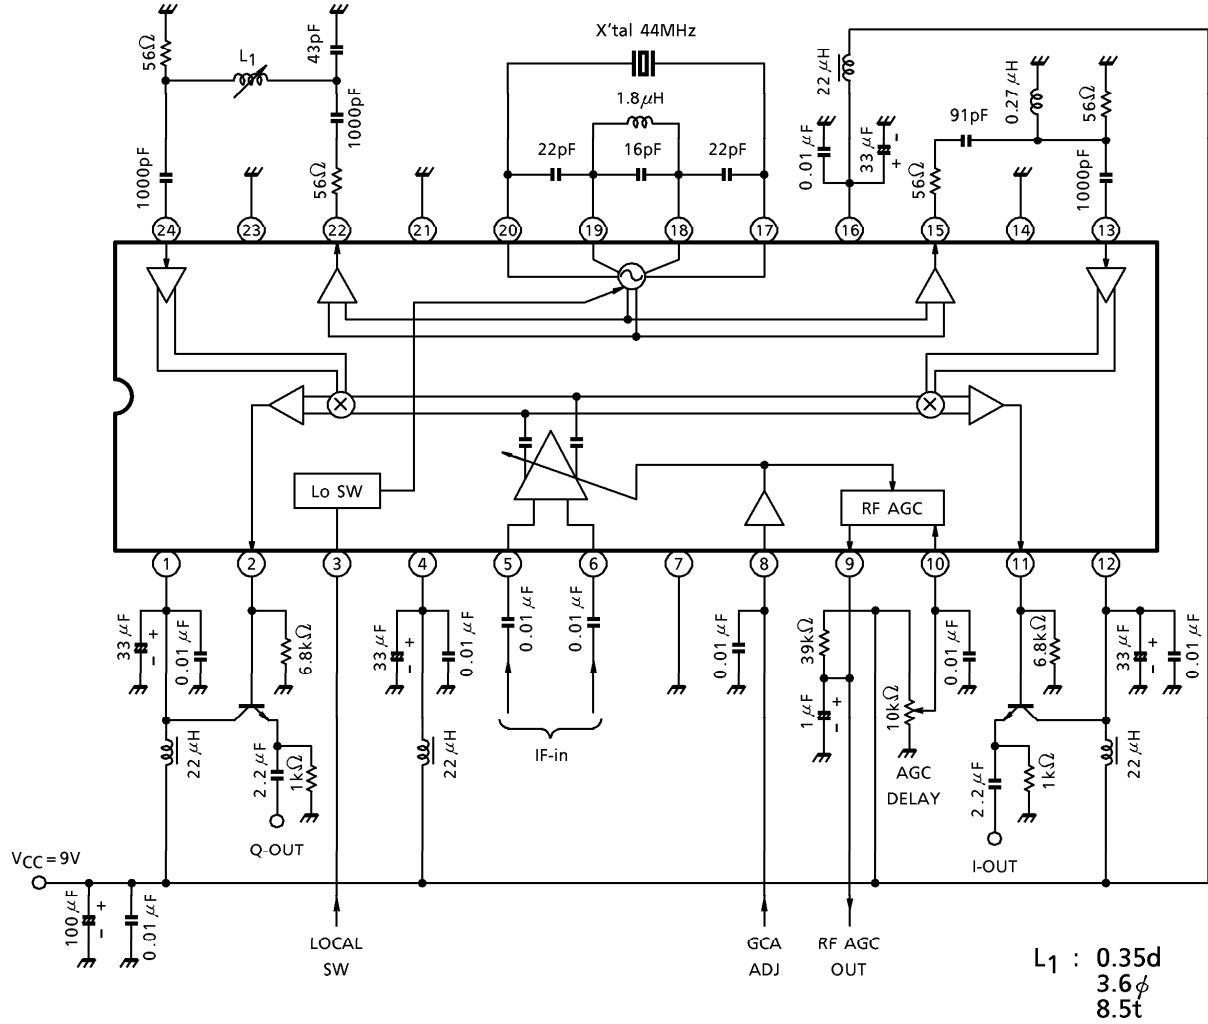 X'tal 44MHz
56Ω
L1
43pF
1000pF
1000pF
56Ω
1.8μH
22pF
16pF
22pF
22μH
0.01μF
33μF
- +
91pF
0.27μH
56Ω
56Ω
1000pF
24
23
22
21
20
19
18
17
16
15
14
13
Lo SW
RF AGC
1
2
3
4
5
6
7
8
9
10
11
12
33μF
+
-
0.01μF
6.8kΩ
33μF
+
-
0.01μF
0.01μF
0.01μF
0.01μF
39kΩ
0.01μF
6.8kΩ
33μF
+
-
0.01μF
22μH
2.2μF
1kΩ
22μH
IF-in
1μF
+
-
10kΩ
AGC
DELAY
2.2μF
1kΩ
22μH
Q-OUT
I-OUT
VCC=9V
100μF
+
-
0.01μF
LOCAL
SW
GCA
ADJ
RF AGC
OUT
L1 : 0.35d
3.6φ
8.5t